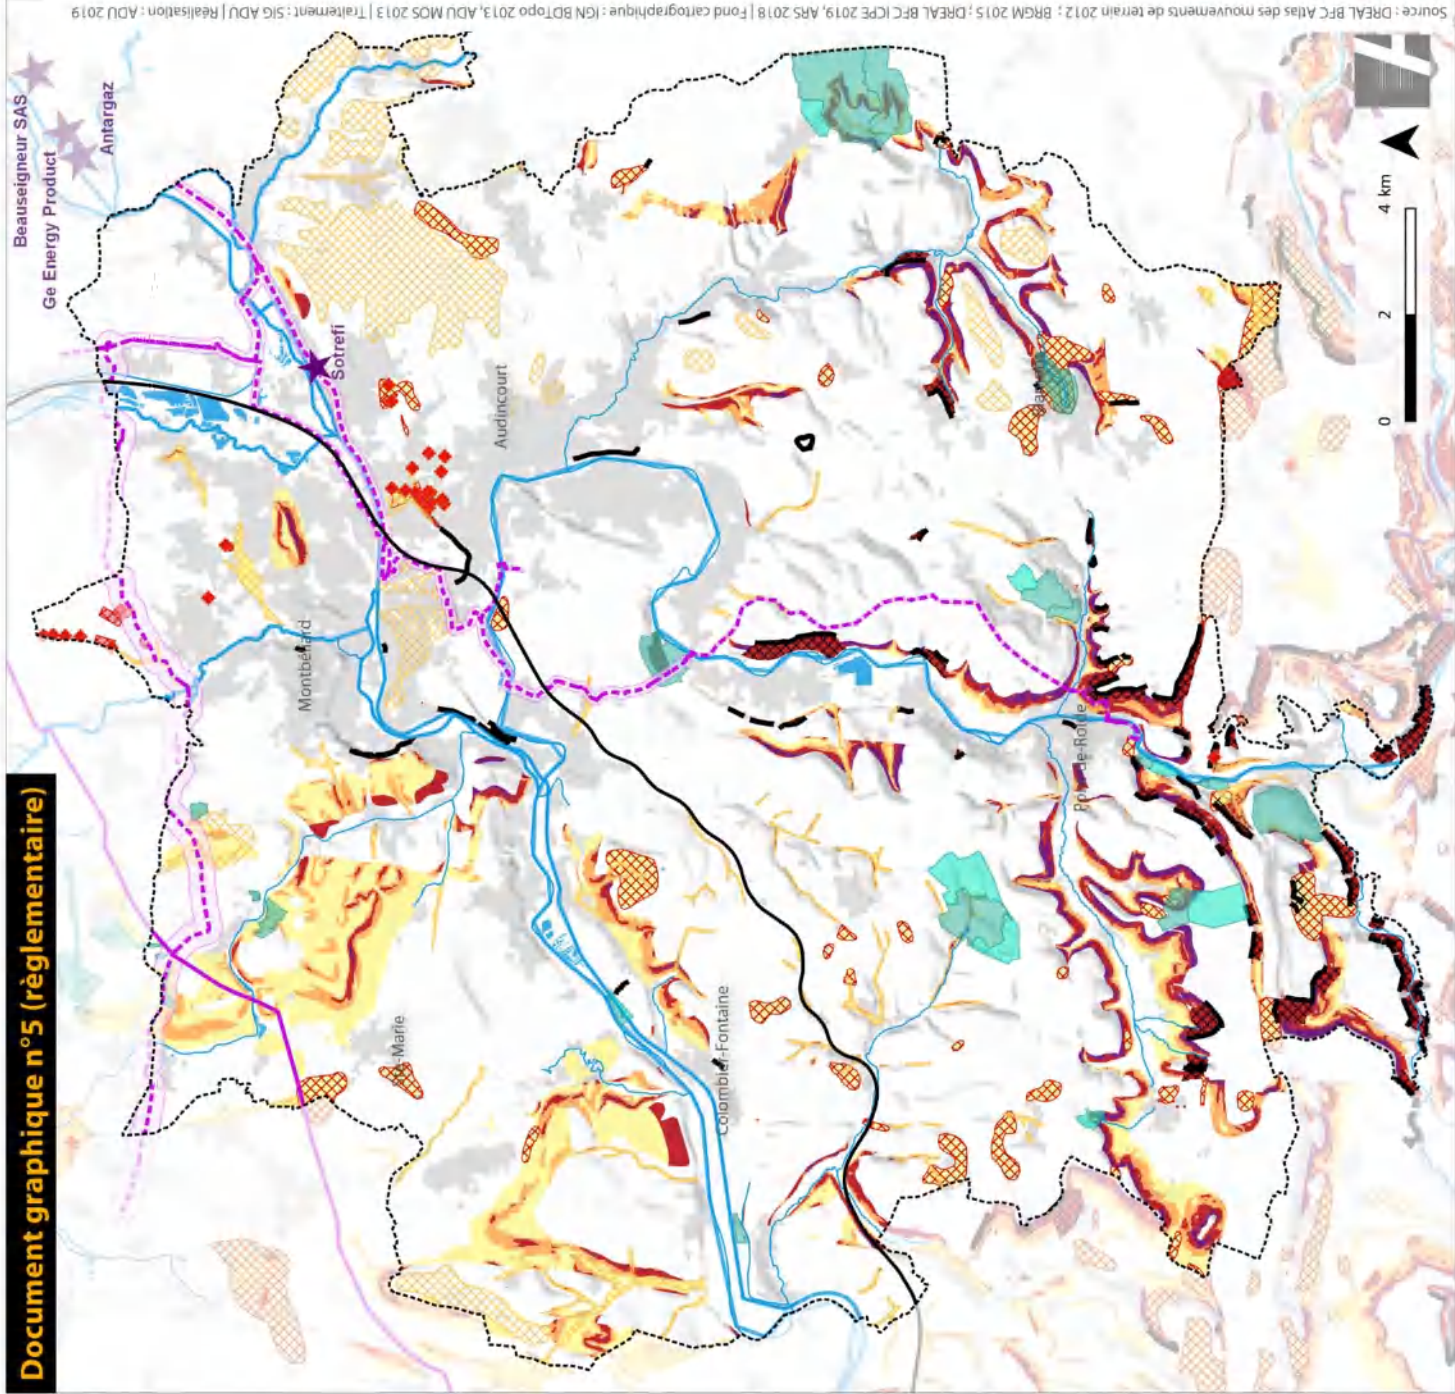 Document graphique n°5 (règlementaire)
Beauseigneur SAS
Ge Energy Product
Antargaz
Sotrefi
Montbéliard
Audincourt
Ste-Marie
Colombier-Fontaine
Pont-de-Roide
0 2 4 km
Source : DREAL BFC Atlas des mouvements de terrain 2012 ; BRGM 2015 ; DREAL BFC ICPE 2019, ARS 2018 | Fond cartographique : IGN BDTopo 2013, ADU MOS 2013 | Traitement : SIG ADU | Réalisation : ADU 2019